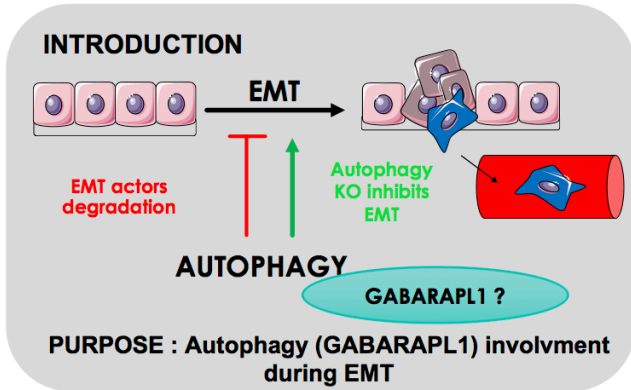 INTRODUCTION
EMT
EMT actors
degradation
Autophagy
KO inhibits
EMT
AUTOPHAGY
GABARAPL1 ?
PURPOSE : Autophagy (GABARAPL1) involvment
during EMT